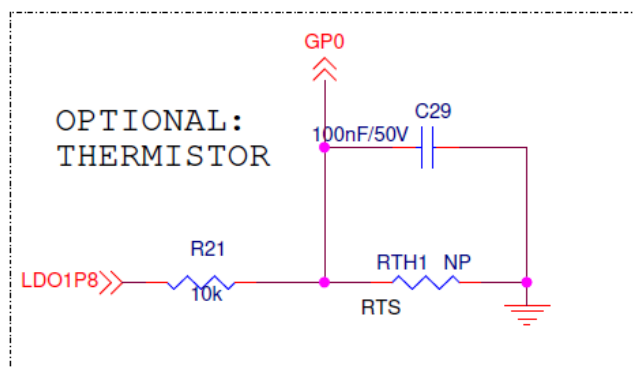 GP0
C29
100nF/50V
OPTIONAL:
THERMISTOR
R21
10k
LDO1P8
RTH1 NP
RTS